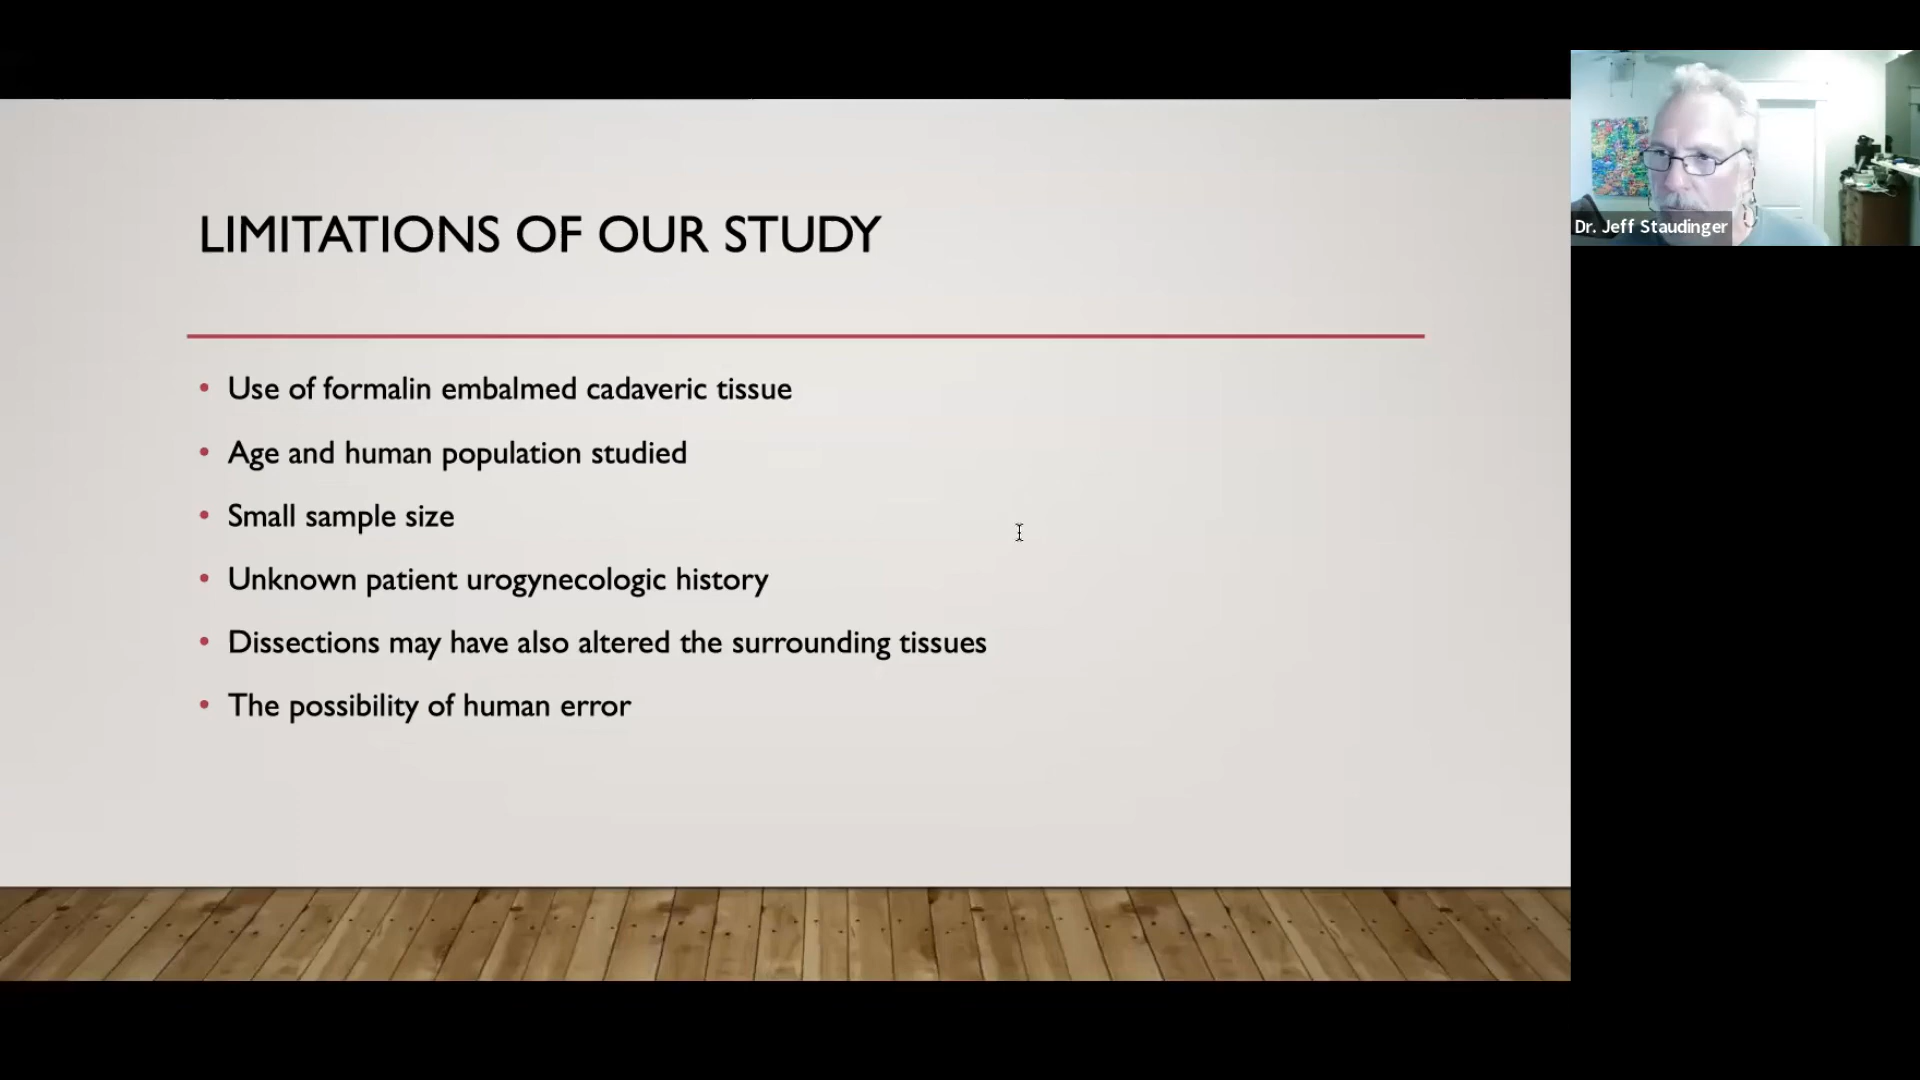 LIMITATIONS OF OUR STUDY
• Use of formalin embalmed cadaveric tissue
• Age and human population studied
• Small sample size
• Unknown patient urogynecologic history
• Dissections may have also altered the surrounding tissues
• The possibility of human error
Dr. Jeff Staudinger